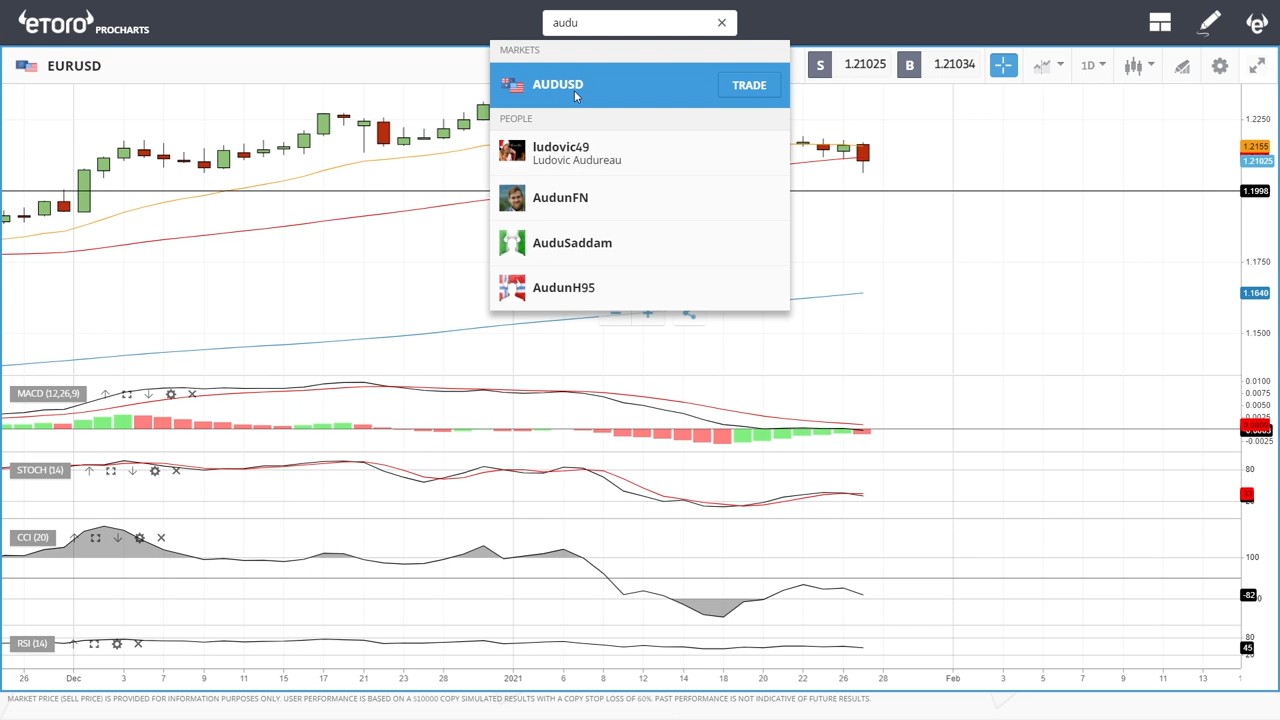 eTORO PROCHARTS
audu
MARKETS
EURUSD
S 1.21025 B 1.21034 1D
AUDUSD TRADE
PEOPLE
ludovic49
Ludovic Audureau
AudunFN
AuduSaddam
AudunH95
1.2250
1.2155
1.21025
1.1998
1.1750
1.1640
1.1500
MACD (12,26,9)
0.0100
0.0075
0.0050
0.0025
-0.0025
STOCH (14)
80
CCI (20)
100
-82
RSI (14)
80
45
26 Dec 3 7 9 11 15 17 21 23 28 2021 6 8 12 14 18 20 22 26 28 Feb 3 5 7 9 11 13 1
MARKET PRICE (SELL PRICE) IS PROVIDED FOR INFORMATION PURPOSES ONLY. USER PERFORMANCE IS BASED ON A $10000 COPY SIMULATED RESULTS WITH A COPY STOP LOSS OF 60%. PAST PERFORMANCE IS NOT INDICATIVE OF FUTURE RESULTS.